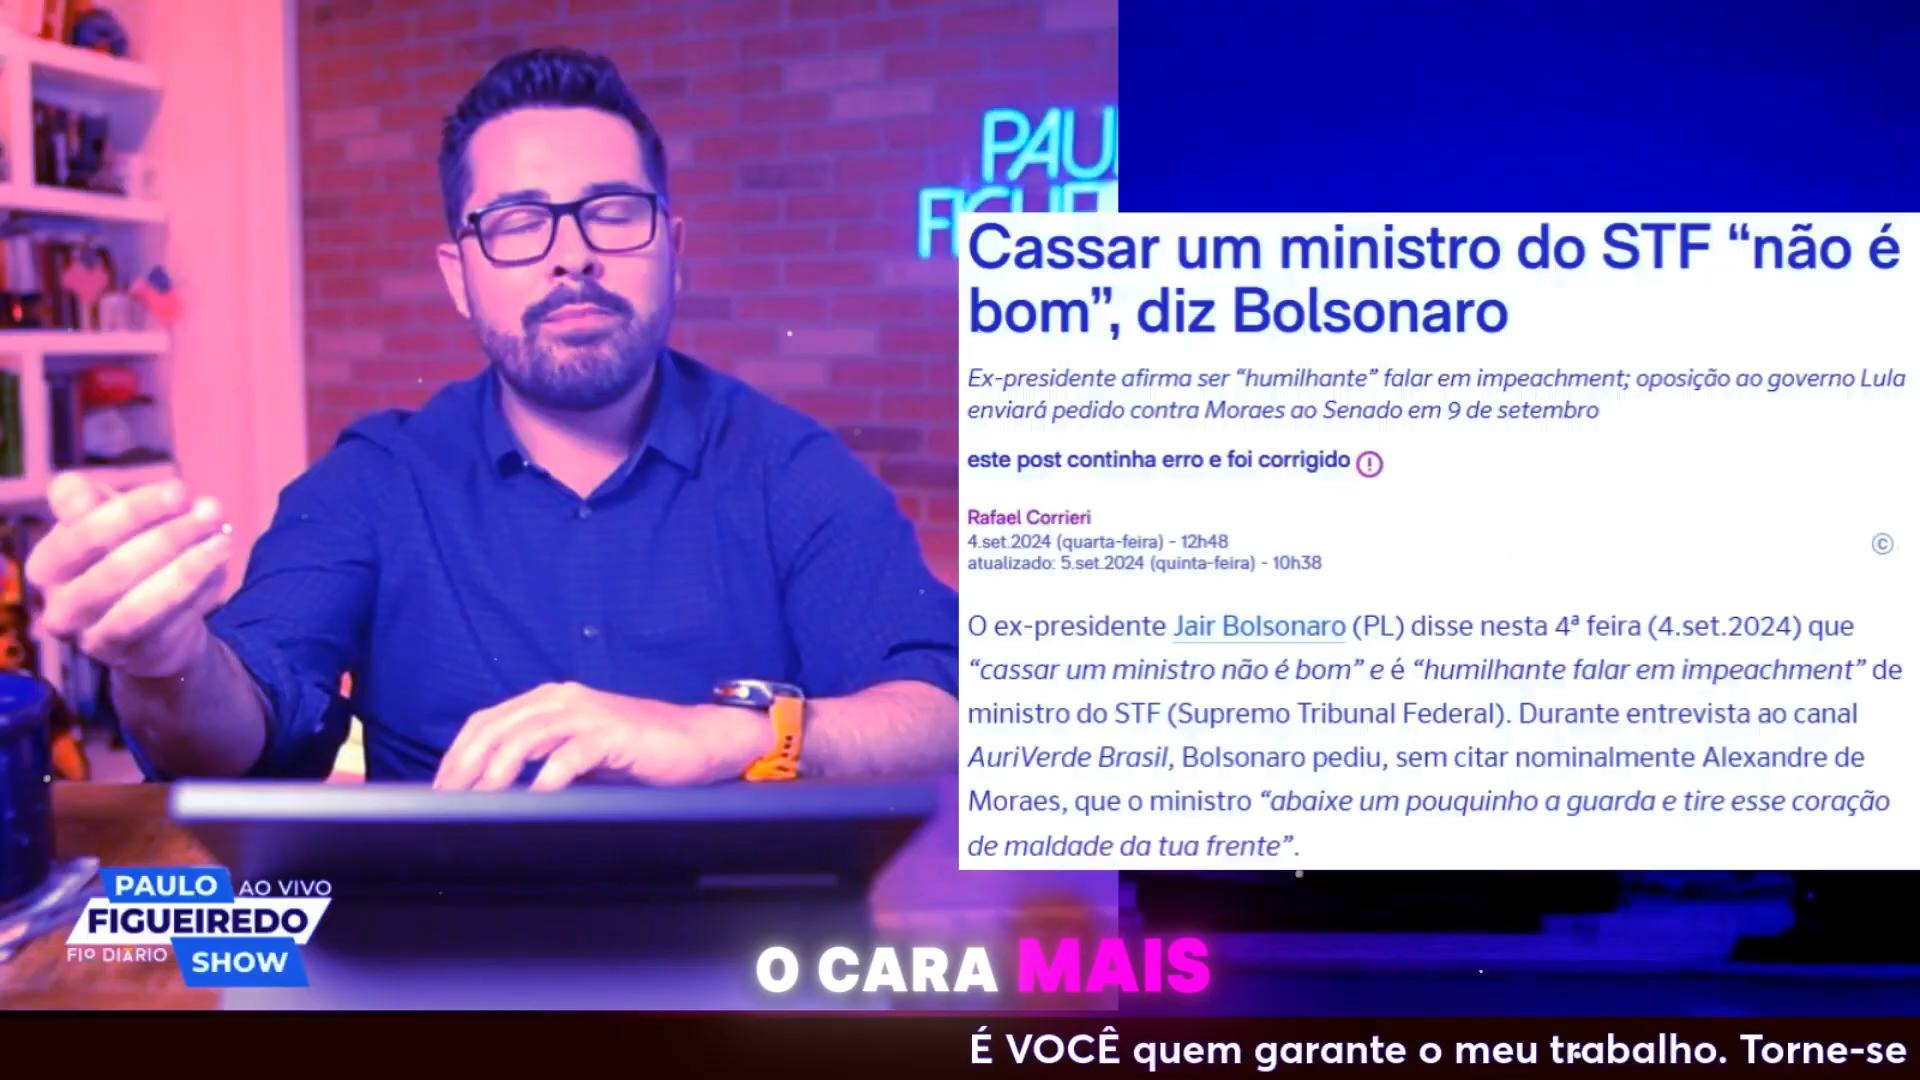 PAU
FIGUE
Cassar um ministro do STF “não é
bom”, diz Bolsonaro
Ex-presidente afirma ser “humilhante” falar em impeachment; oposição ao governo Lula
enviará pedido contra Moraes ao Senado em 9 de setembro
este post continha erro e foi corrigido
Rafael Corrieri
4.set.2024 (quarta-feira) - 12h48
atualizado: 5.set.2024 (quinta-feira) - 10h38
O ex-presidente Jair Bolsonaro (PL) disse nesta 4ª feira (4.set.2024) que
“cassar um ministro não é bom” e é “humilhante falar em impeachment” de
ministro do STF (Supremo Tribunal Federal). Durante entrevista ao canal
AuriVerde Brasil, Bolsonaro pediu, sem citar nominalmente Alexandre de
Moraes, que o ministro “abaixe um pouquinho a guarda e tire esse coração
de maldade da tua frente”.
PAULO AO VIVO
FIGUEIREDO
SHOW
O CARA MAIS
É VOCÊ quem garante o meu trabalho. Torne-se